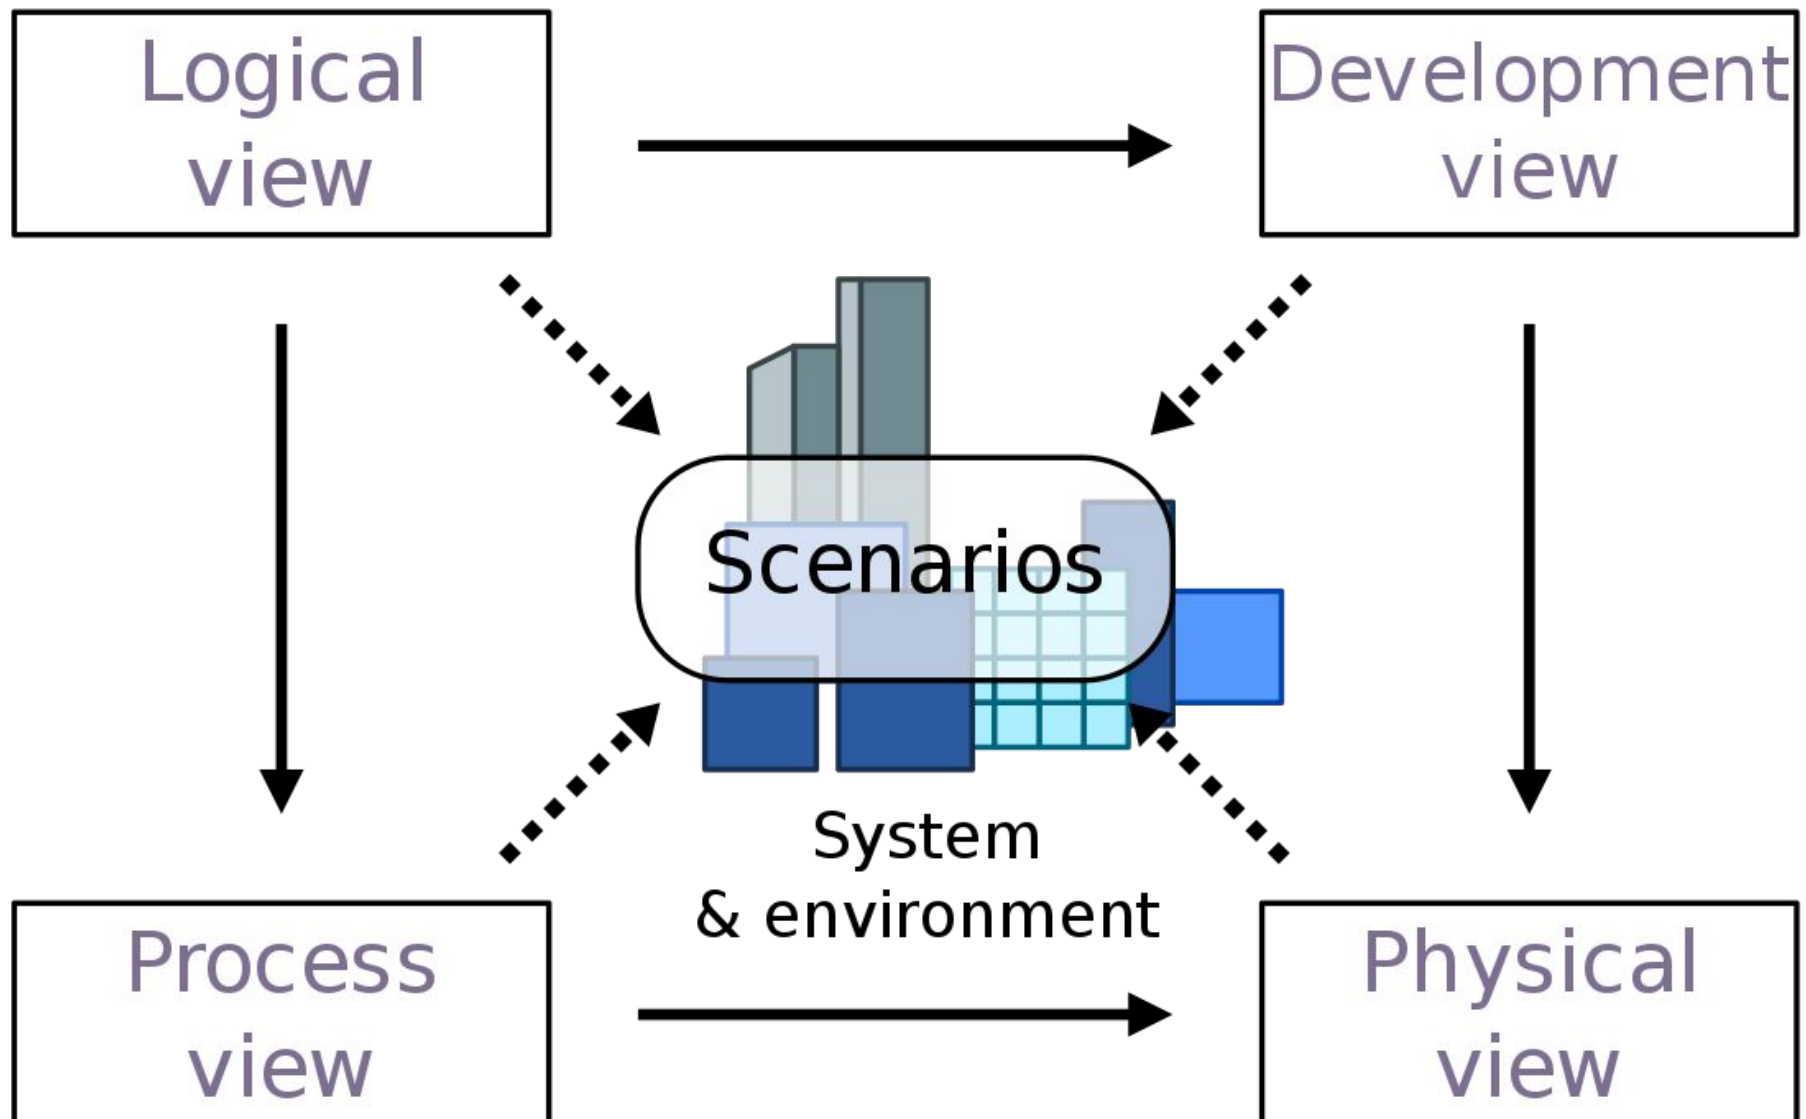 Logical
view
Development
view
Scenarios
System
& environment
Process
view
Physical
view